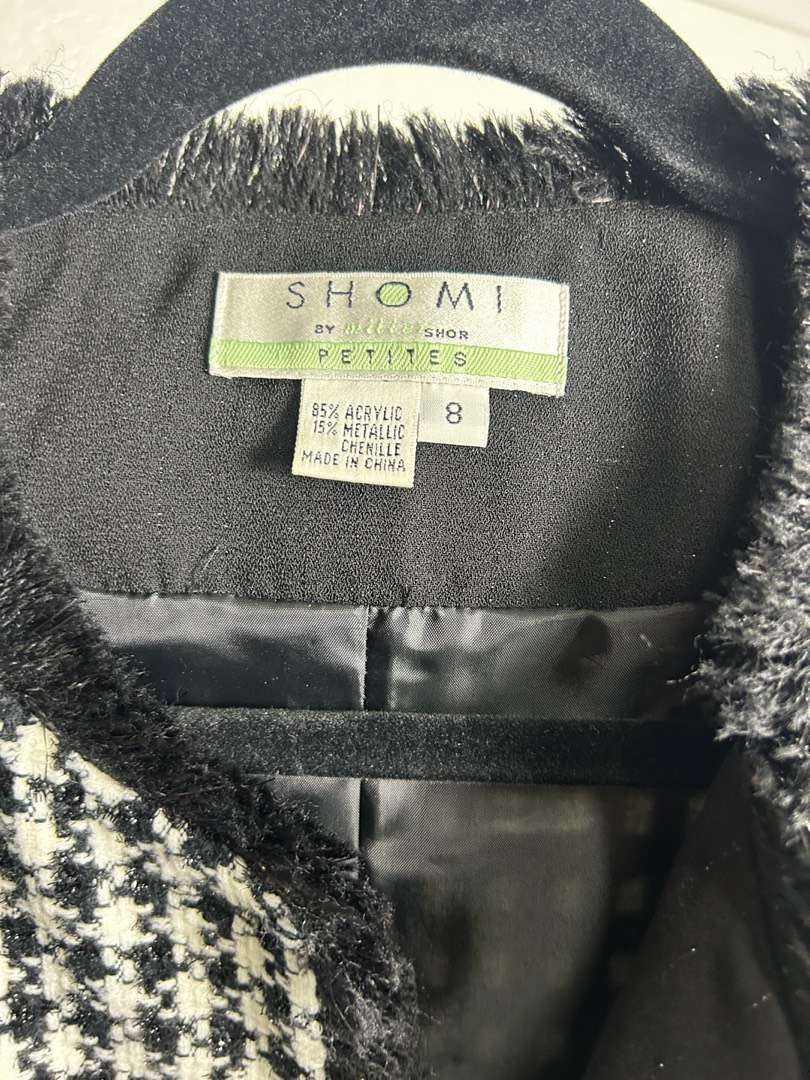 SHOMI
BY miller SHOR
PETITES
85% ACRYLIC
15% METALLIC
CHENILLE
MADE IN CHINA
8